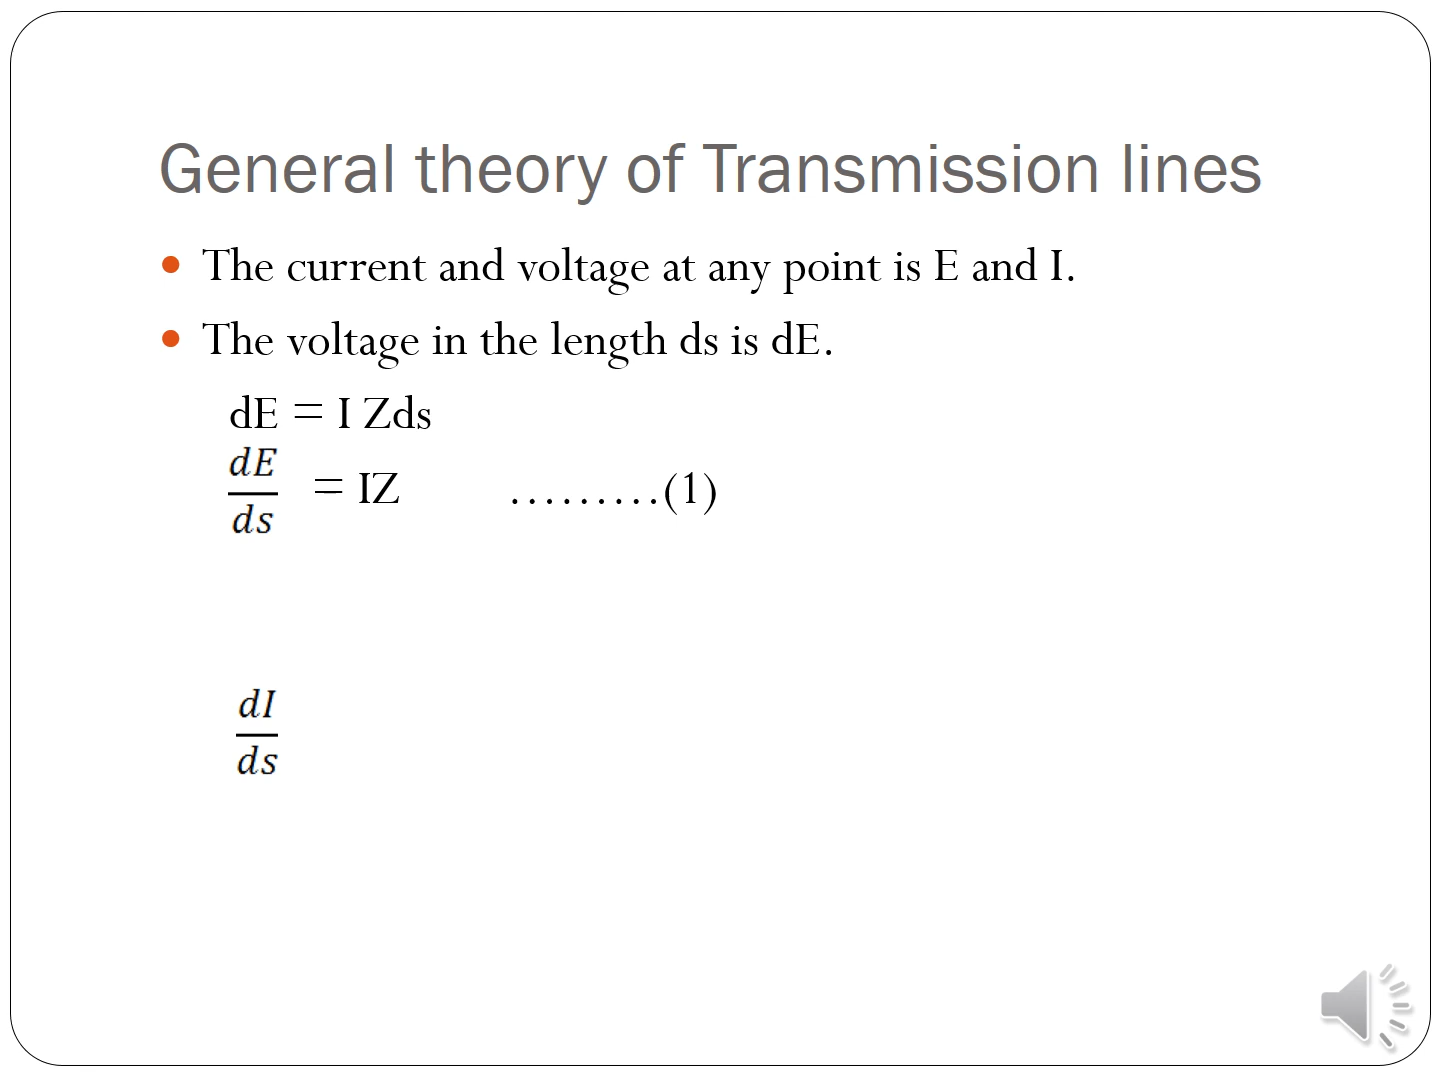 General theory of Transmission lines
• The current and voltage at any point is E and I.
• The voltage in the length ds is dE.
dE = I Zds
dE/ds = IZ ………(1)
dI/ds